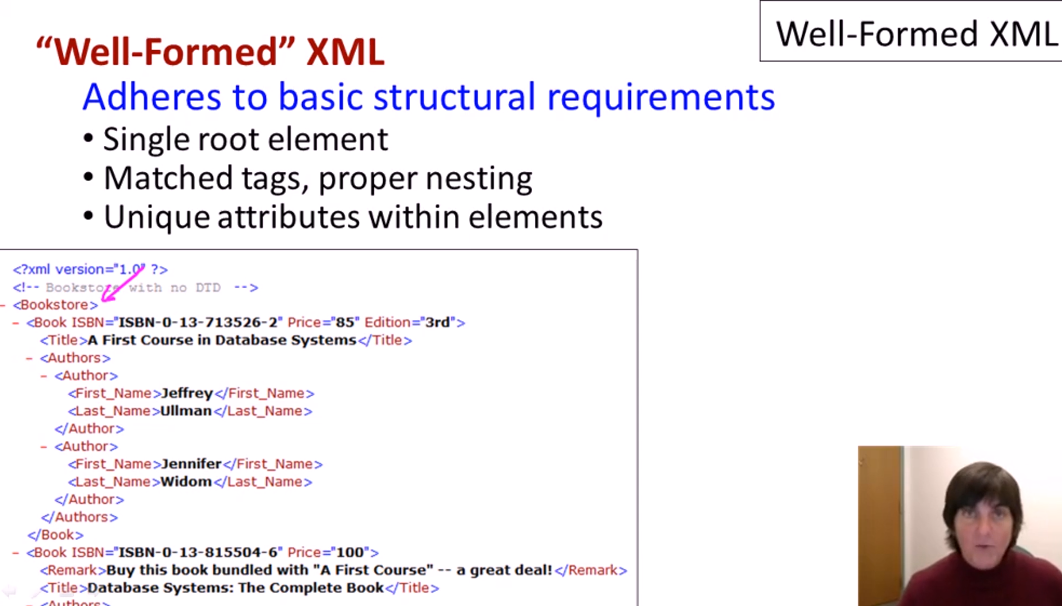 “Well-Formed” XML
Well-Formed XML
Adheres to basic structural requirements
• Single root element
• Matched tags, proper nesting
• Unique attributes within elements
<?xml version="1.0" ?>
<!-- Bookstore with no DTD -->
- <Bookstore>
- <Book ISBN="ISBN-0-13-713526-2" Price="85" Edition="3rd">
<Title>A First Course in Database Systems</Title>
- <Authors>
- <Author>
<First_Name>Jeffrey</First_Name>
<Last_Name>Ullman</Last_Name>
</Author>
- <Author>
<First_Name>Jennifer</First_Name>
<Last_Name>Widom</Last_Name>
</Author>
</Authors>
</Book>
- <Book ISBN="ISBN-0-13-815504-6" Price="100">
<Remark>Buy this book bundled with "A First Course" -- a great deal!</Remark>
<Title>Database Systems: The Complete Book</Title>
- <Authors>